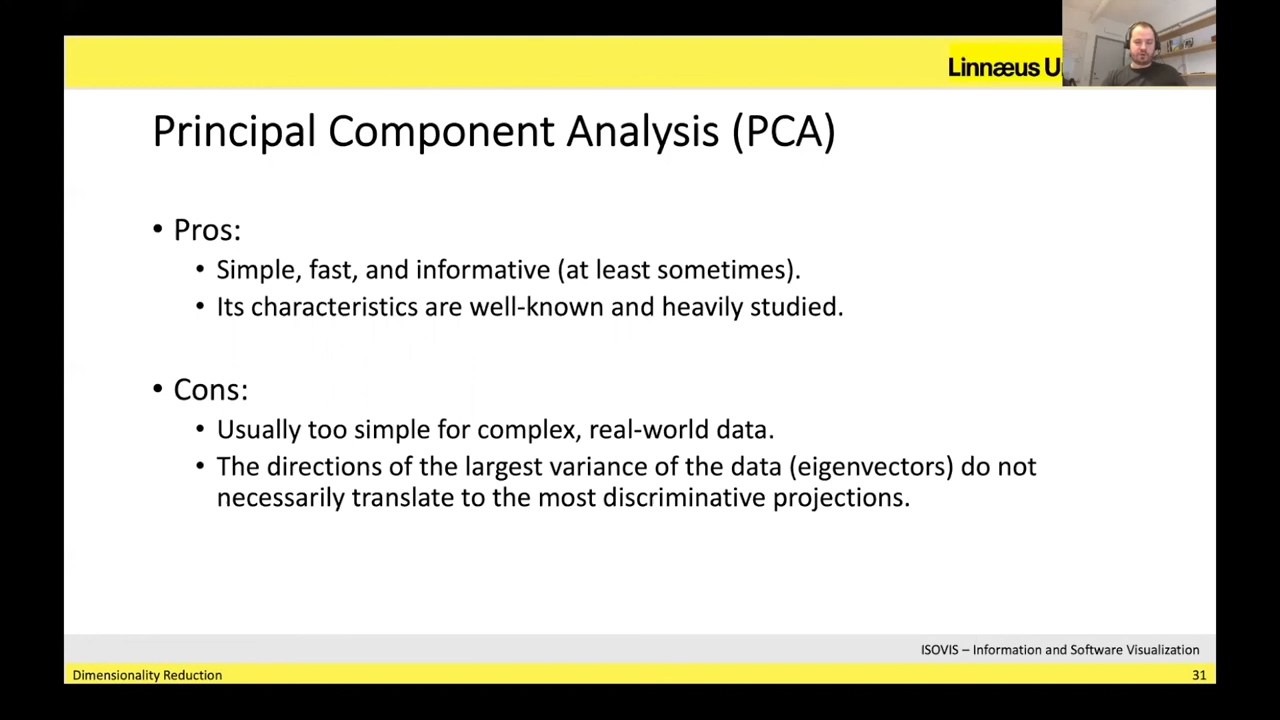 Linnæus U
Principal Component Analysis (PCA)
• Pros:
• Simple, fast, and informative (at least sometimes).
• Its characteristics are well-known and heavily studied.
• Cons:
• Usually too simple for complex, real-world data.
• The directions of the largest variance of the data (eigenvectors) do not
necessarily translate to the most discriminative projections.
ISOVIS – Information and Software Visualization
Dimensionality Reduction
31